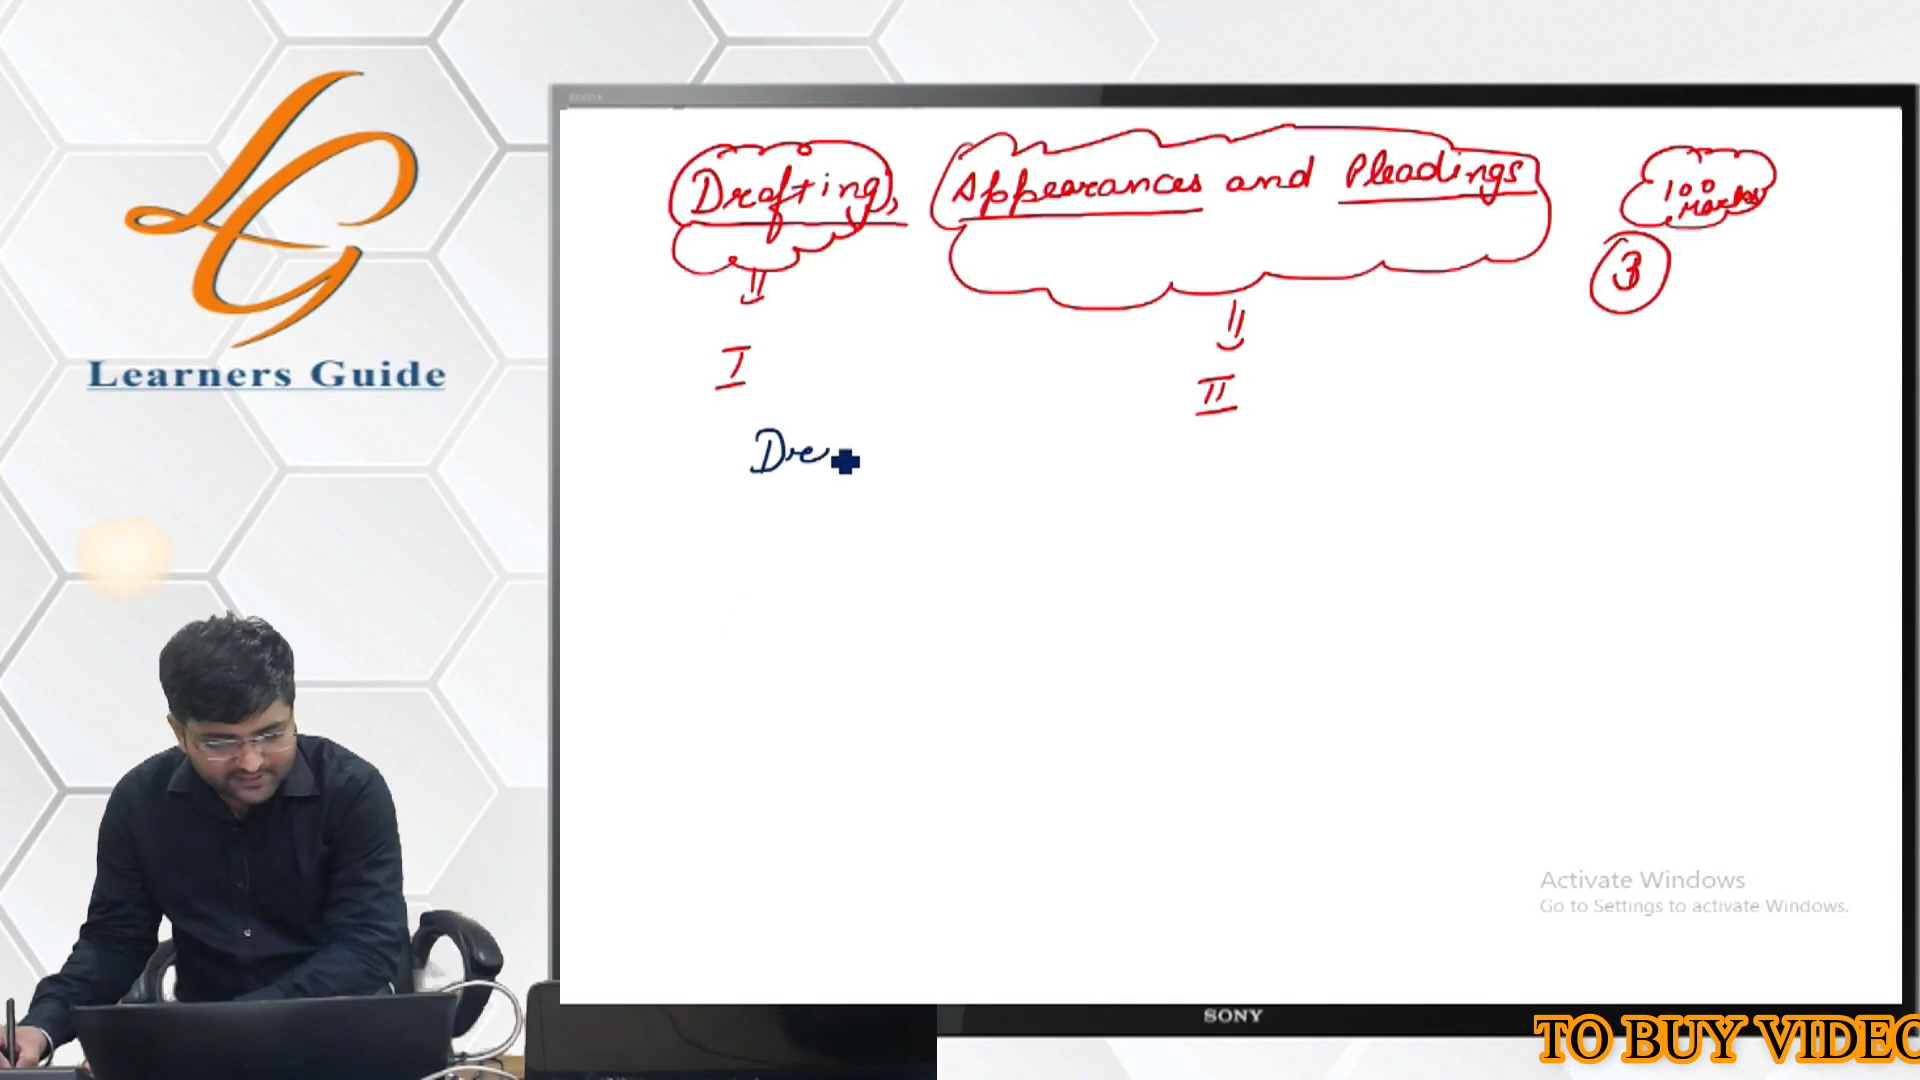 Learners Guide
Drafting, Appearances and Pleadings
100
Marks
3
I
II
Dre
Activate Windows
Go to Settings to activate Windows.
SONY
TO BUY VIDEO